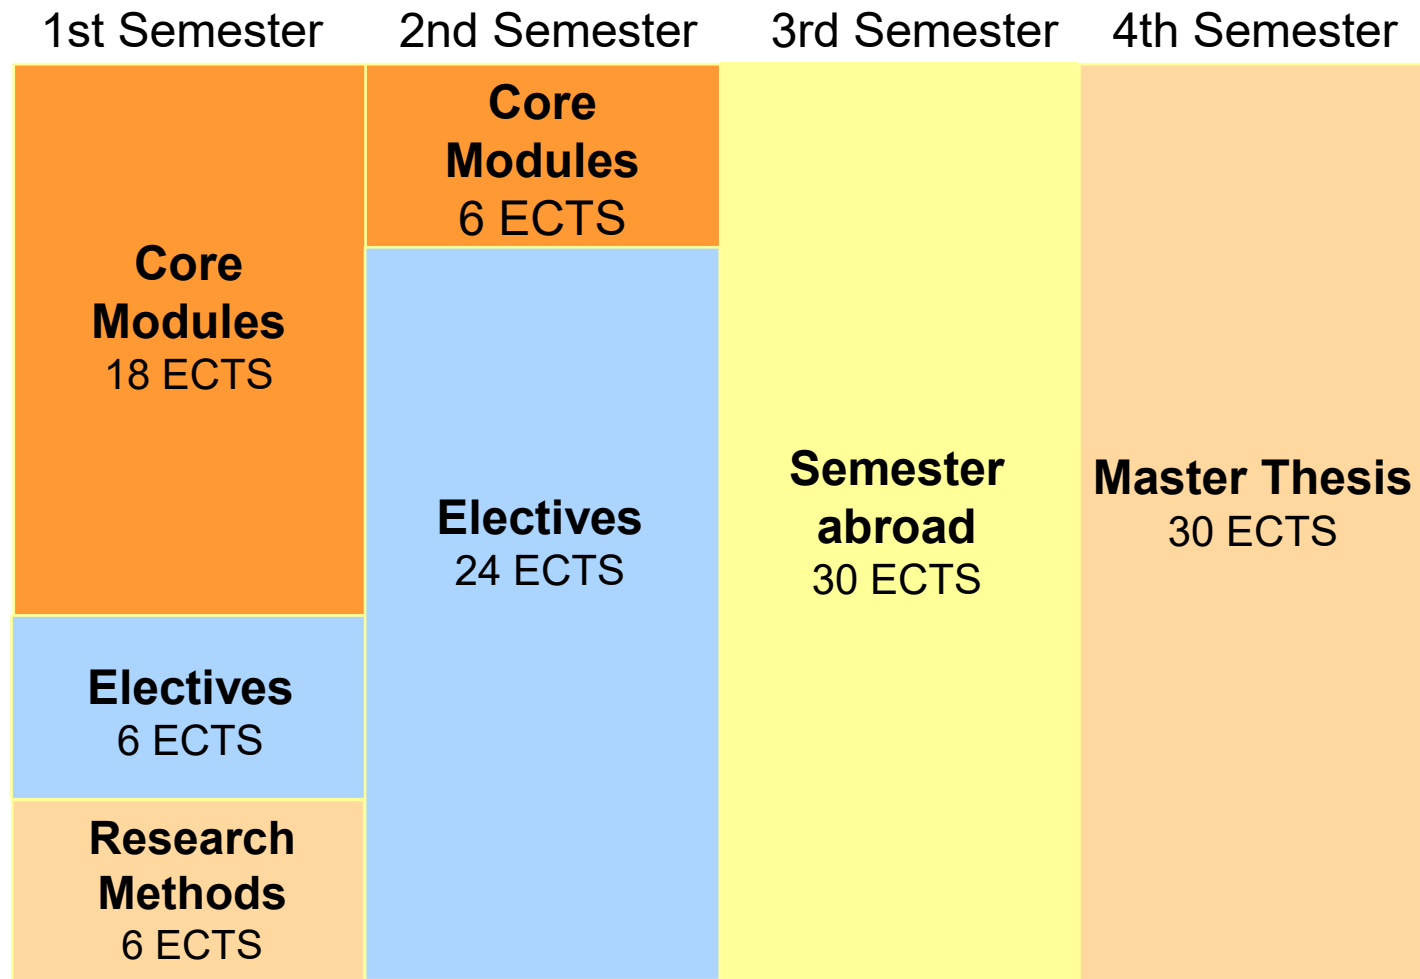 1st Semester
2nd Semester
3rd Semester
4th Semester
Core
Modules
18 ECTS
Electives
6 ECTS
Research
Methods
6 ECTS
Core
Modules
6 ECTS
Electives
24 ECTS
Semester
abroad
30 ECTS
Master Thesis
30 ECTS